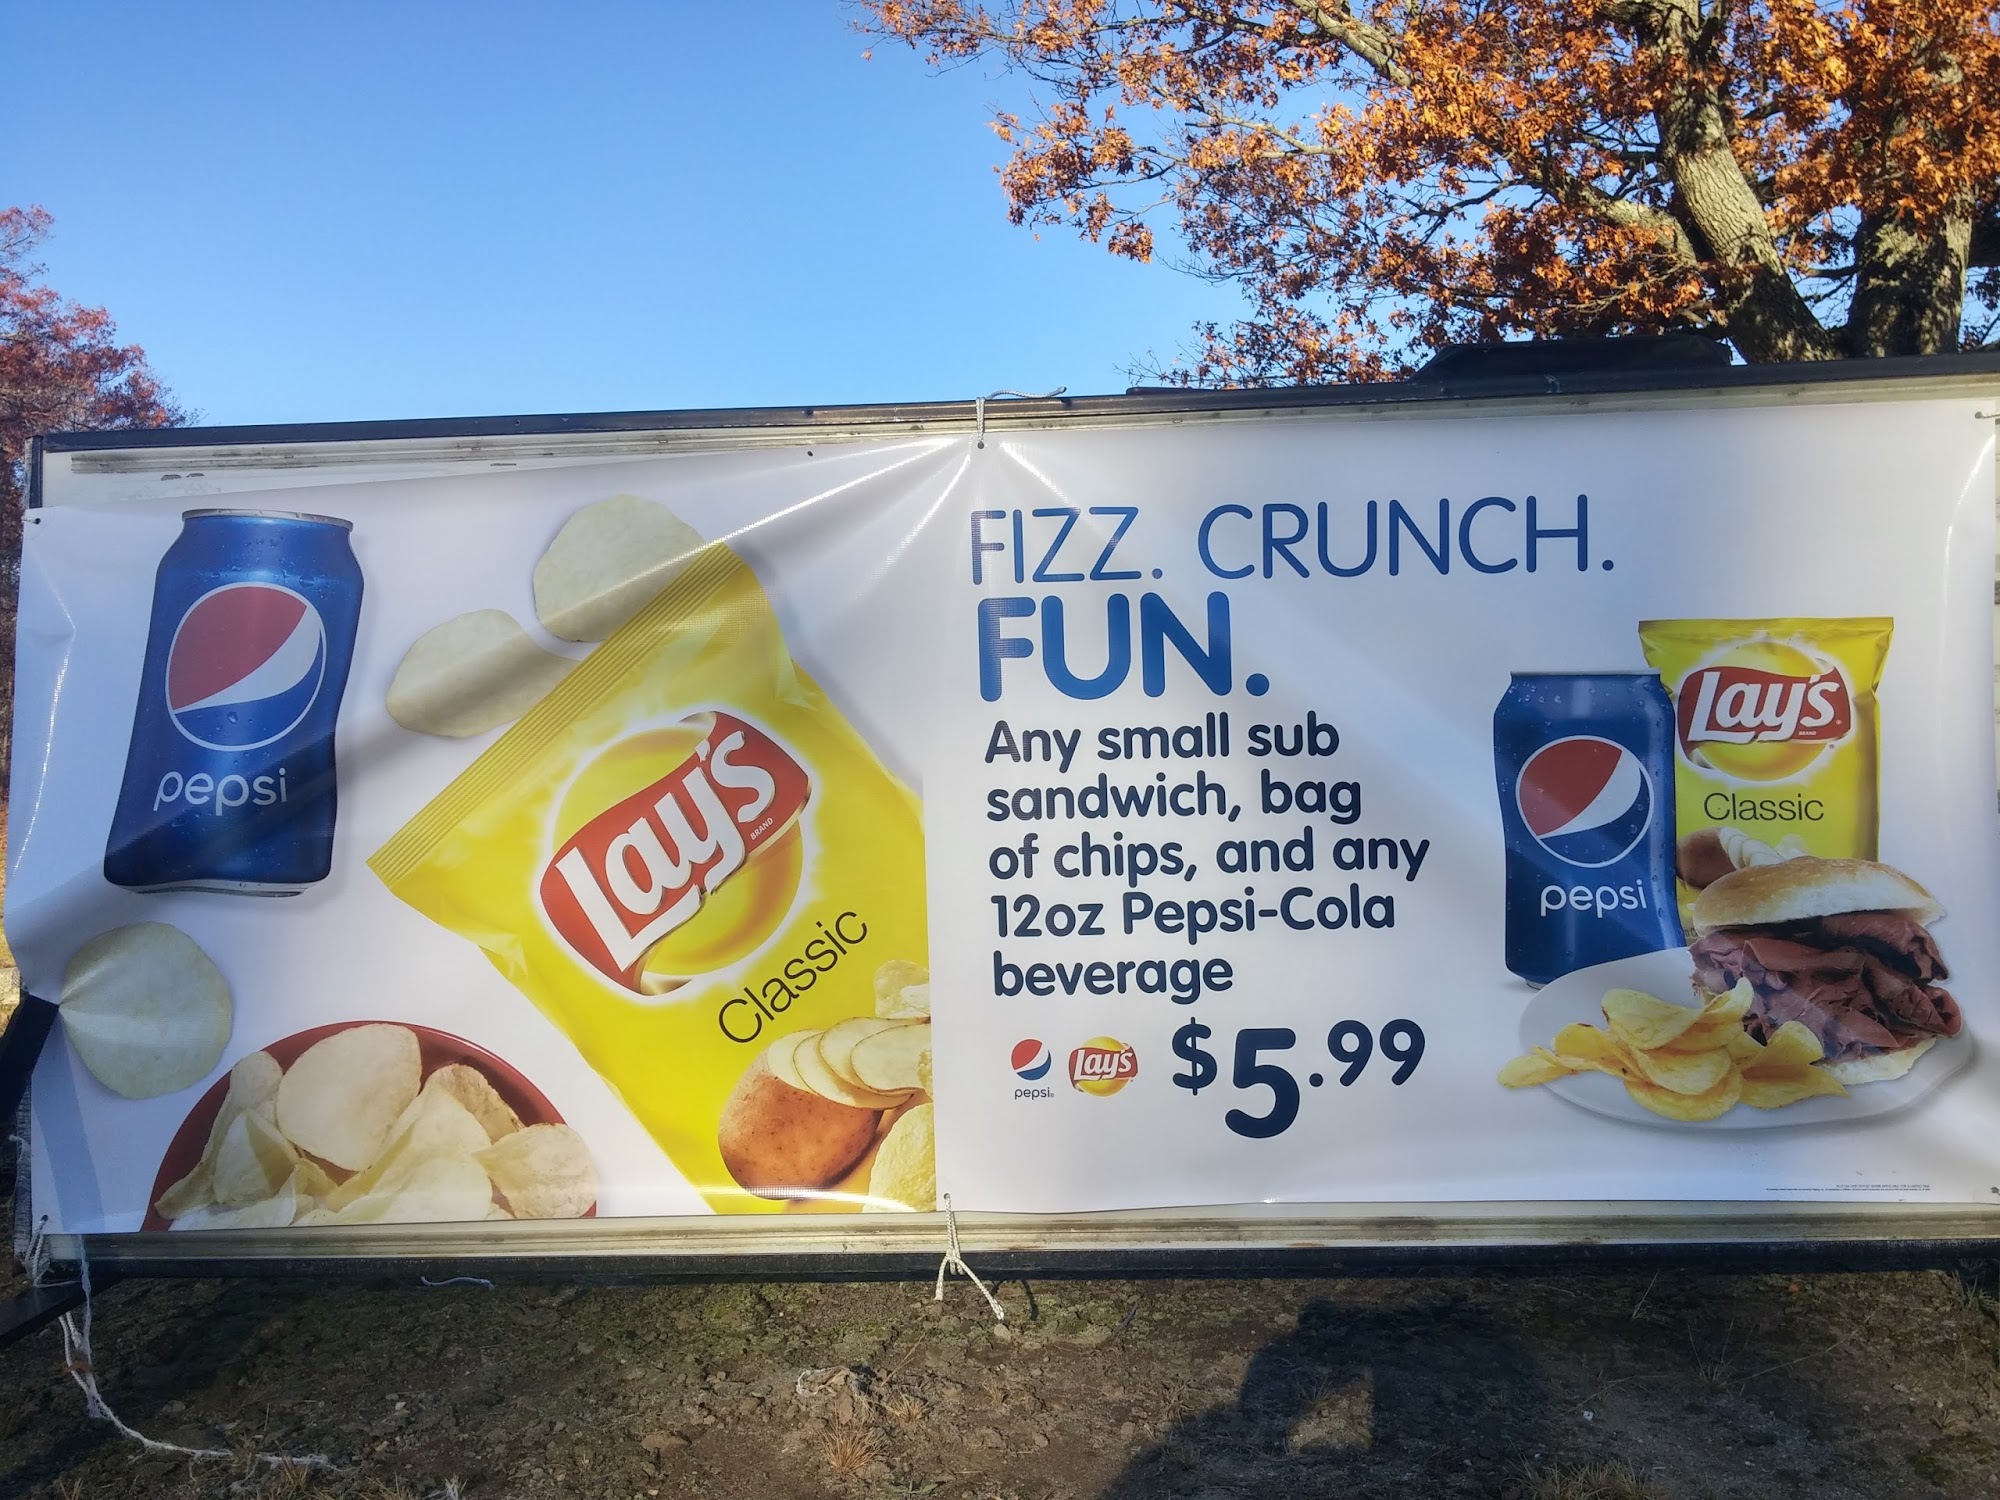 pepsi
Lay's
BRAND
Classic
FIZZ. CRUNCH.
FUN.
Any small sub
sandwich, bag
of chips, and any
12oz Pepsi-Cola
beverage
pepsi
Lay's
$5.99
pepsi
Lay's
BRAND
Classic